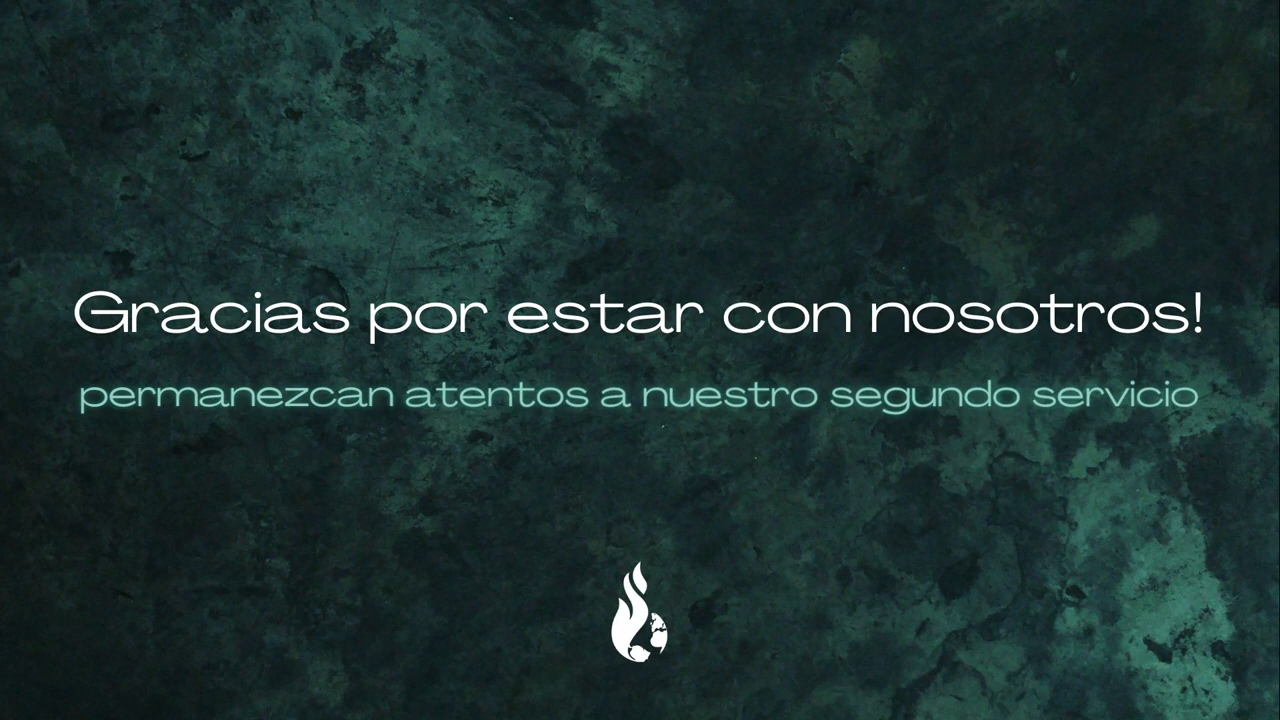 Gracias por estar con nosotros!
permanezcan atentos a nuestro segundo servicio